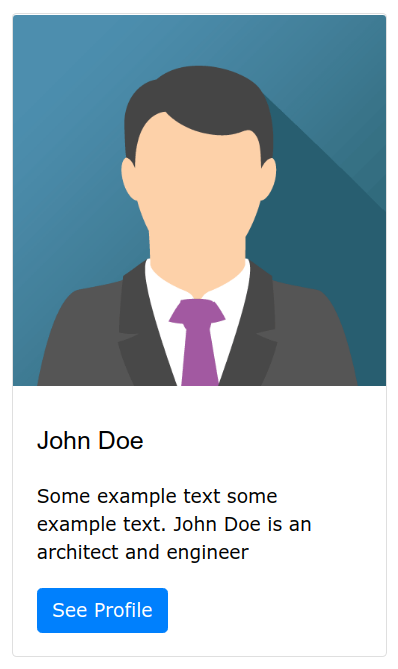 John Doe
Some example text some
example text. John Doe is an
architect and engineer
See Profile